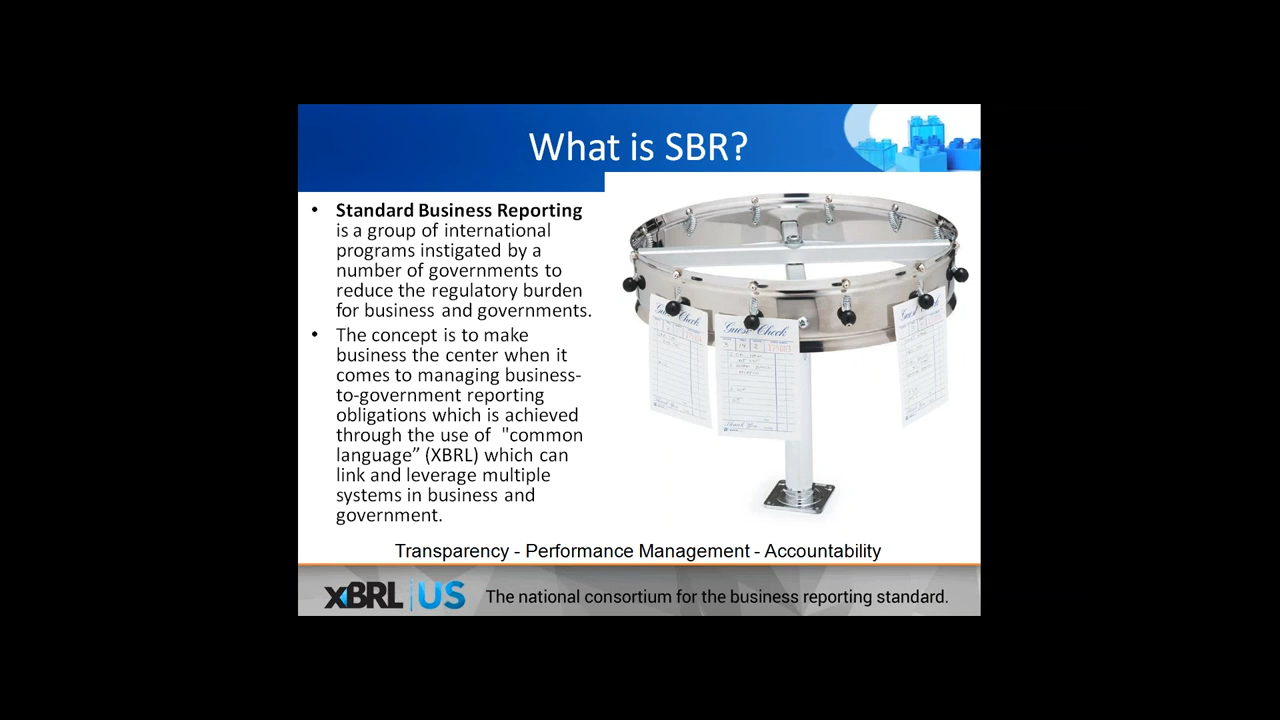 What is SBR?
• Standard Business Reporting
is a group of international
programs instigated by a
number of governments to
reduce the regulatory burden
for business and governments.
• The concept is to make
business the center when it
comes to managing business-
to-government reporting
obligations which is achieved
through the use of  "common
language” (XBRL) which can
link and leverage multiple
systems in business and
government.
Guest Check
Guest Check
Transparency - Performance Management - Accountability
XBRL US
The national consortium for the business reporting standard.